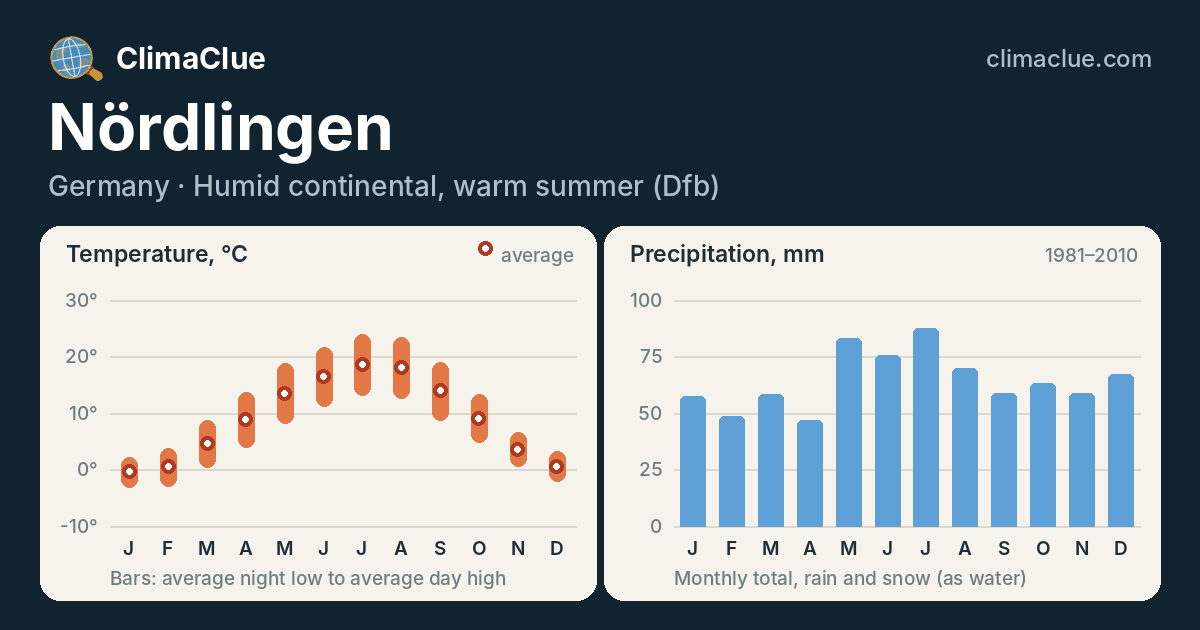 ClimaClue
climaclue.com
Nördlingen
Germany · Humid continental, warm summer (Dfb)
Temperature, °C
average
30°
20°
10°
0°
-10°
J F M A M J J A S O N D
Bars: average night low to average day high
Precipitation, mm
1981–2010
100
75
50
25
0
J F M A M J J A S O N D
Monthly total, rain and snow (as water)